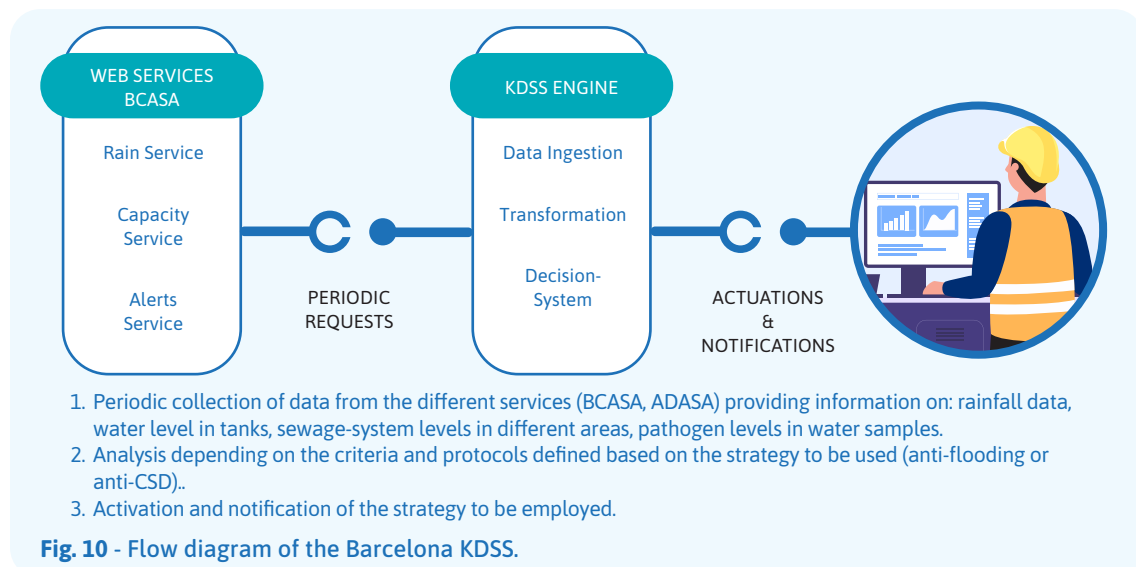 WEB SERVICES
BCASA
Rain Service
Capacity
Service
Alerts
Service
PERIODIC
REQUESTS
KDSS ENGINE
Data Ingestion
Transformation
Decision-
System
ACTUATIONS
&
NOTIFICATIONS
1. Periodic collection of data from the different services (BCASA, ADASA) providing information on: rainfall data,
water level in tanks, sewage-system levels in different areas, pathogen levels in water samples.
2. Analysis depending on the criteria and protocols defined based on the strategy to be used (anti-flooding or
anti-CSD)..
3. Activation and notification of the strategy to be employed.
Fig. 10 - Flow diagram of the Barcelona KDSS.